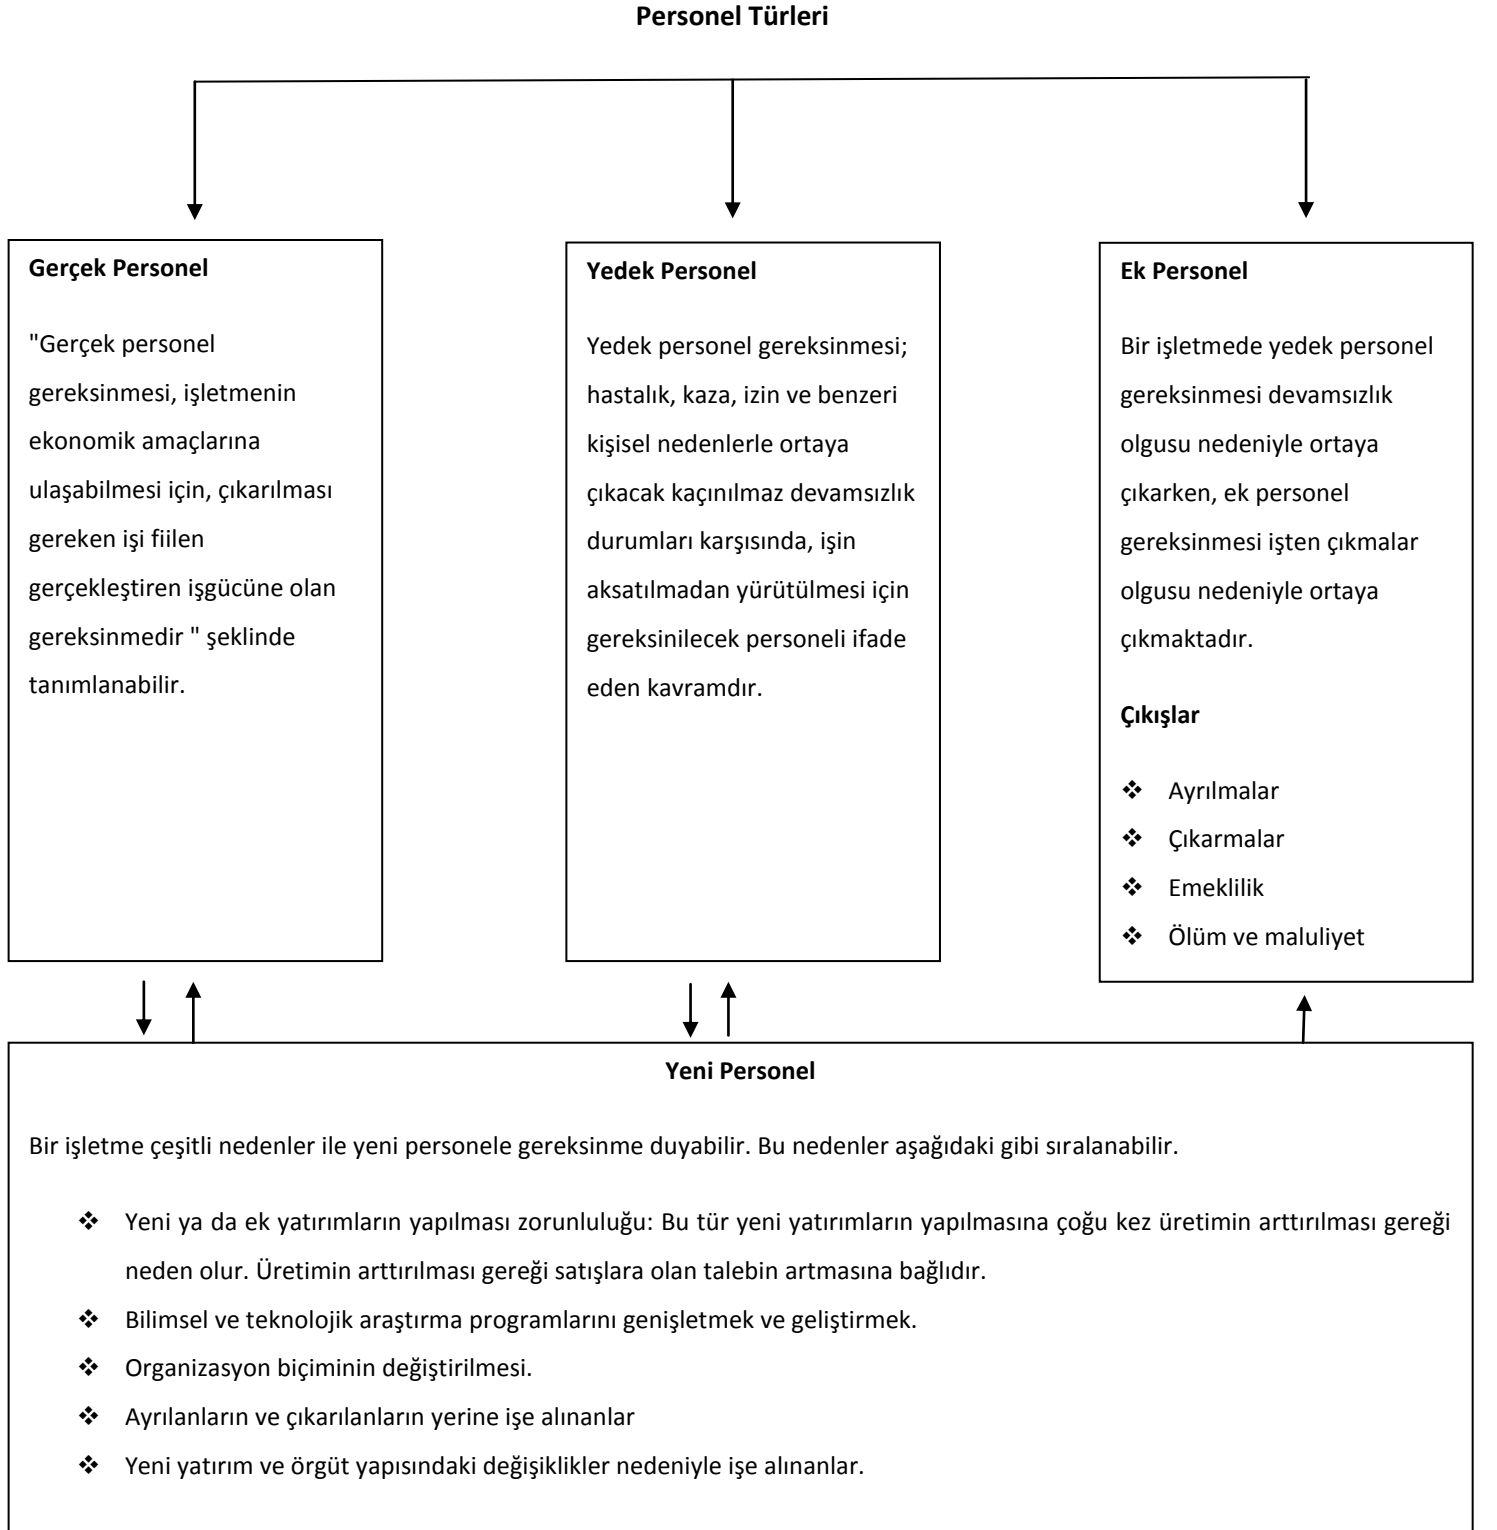 Personel Türleri
Gerçek Personel
"Gerçek personel
gereksinmesi, işletmenin
ekonomik amaçlarına
ulaşabilmesi için, çıkarılması
gereken işi fiilen
gerçekleştiren işgücüne olan
gereksinmedir " şeklinde
tanımlanabilir.
Yedek Personel
Yedek personel gereksinmesi;
hastalık, kaza, izin ve benzeri
kişisel nedenlerle ortaya
çıkacak kaçınılmaz devamsızlık
durumları karşısında, işin
aksatılmadan yürütülmesi için
gereksinilecek personeli ifade
eden kavramdır.
Ek Personel
Bir işletmede yedek personel
gereksinmesi devamsızlık
olgusu nedeniyle ortaya
çıkarken, ek personel
gereksinmesi işten çıkmalar
olgusu nedeniyle ortaya
çıkmaktadır.
Çıkışlar
❖ Ayrılmalar
❖ Çıkarmalar
❖ Emeklilik
❖ Ölüm ve maluliyet
Yeni Personel
Bir işletme çeşitli nedenler ile yeni personele gereksinme duyabilir. Bu nedenler aşağıdaki gibi sıralanabilir.
❖ Yeni ya da ek yatırımların yapılması zorunluluğu: Bu tür yeni yatırımların yapılmasına çoğu kez üretimin arttırılması gereği
neden olur. Üretimin arttırılması gereği satışlara olan talebin artmasına bağlıdır.
❖ Bilimsel ve teknolojik araştırma programlarını genişletmek ve geliştirmek.
❖ Organizasyon biçiminin değiştirilmesi.
❖ Ayrılanların ve çıkarılanların yerine işe alınanlar
❖ Yeni yatırım ve örgüt yapısındaki değişiklikler nedeniyle işe alınanlar.